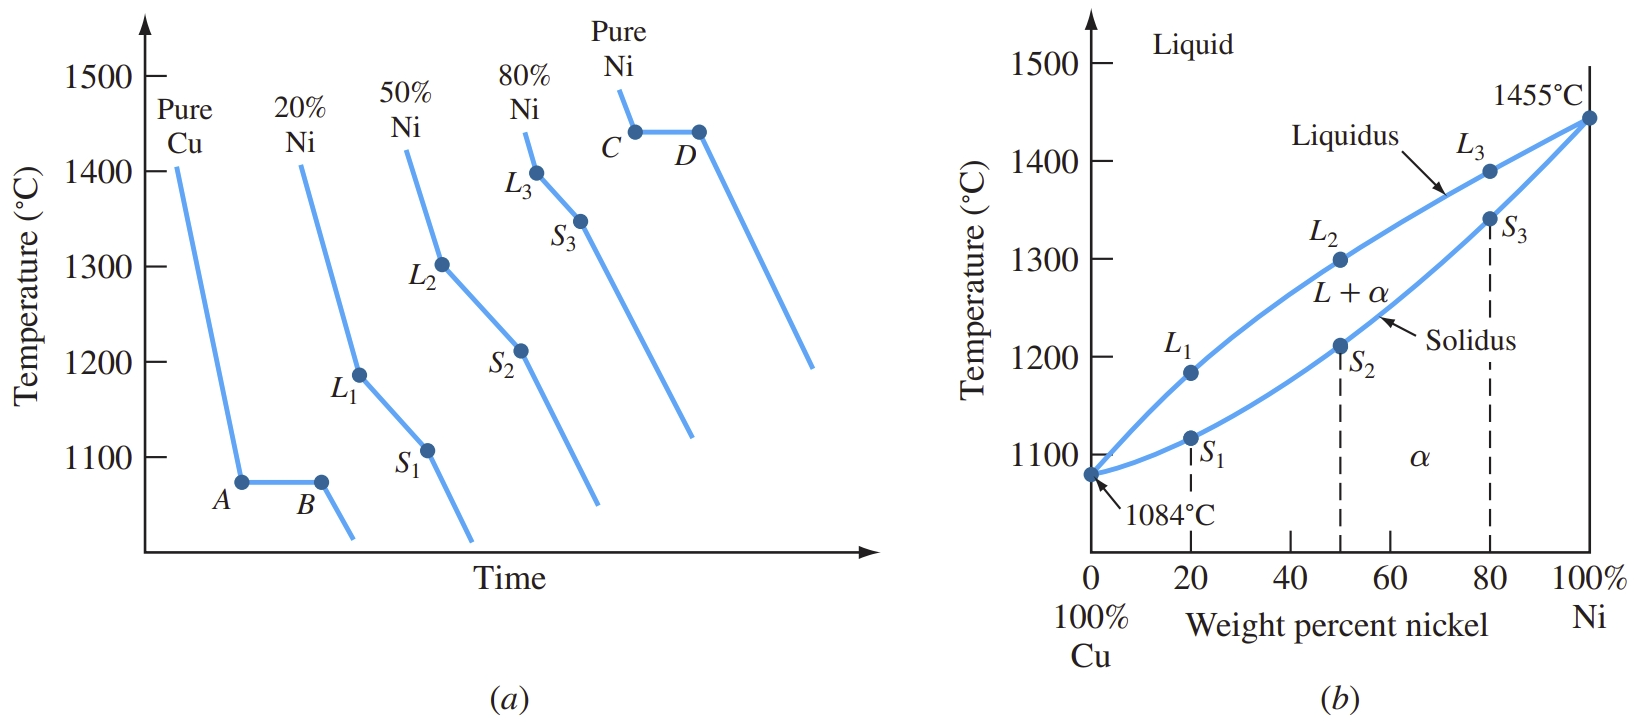 Temperature (°C)
1500
1400
1300
1200
1100
Pure
Cu
20%
Ni
50%
Ni
80%
Ni
Pure
Ni
A
B
L1
S1
L2
S2
L3
S3
C
D
Time
(a)
Temperature (°C)
1500
1400
1300
1200
1100
Liquid
1455°C
Liquidus
L3
S3
L2
L + α
Solidus
S2
L1
S1
α
1084°C
0 20 40 60 80 100%
100%
Cu
Weight percent nickel
Ni
(b)